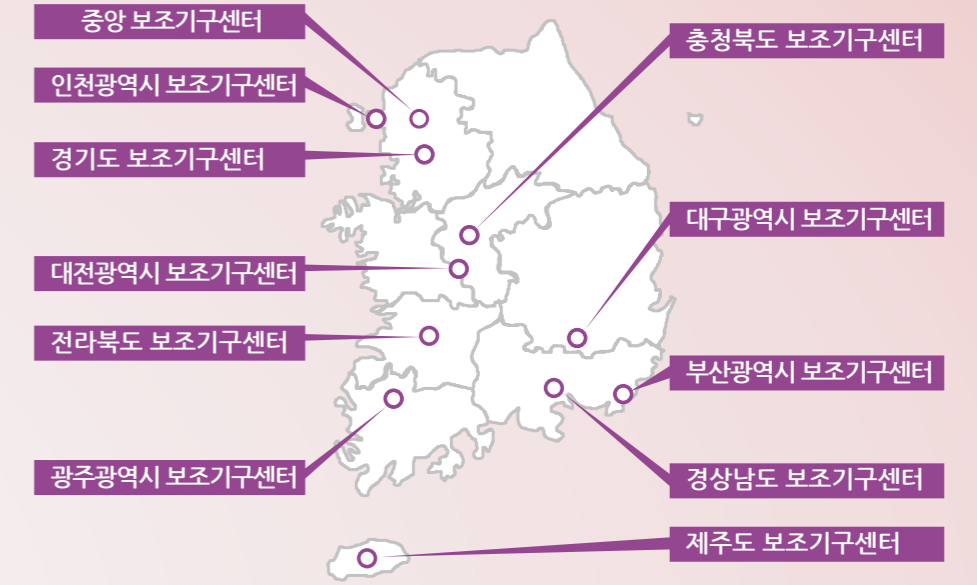 중앙 보조기구센터
인천광역시 보조기구센터
경기도 보조기구센터
대전광역시 보조기구센터
전라북도 보조기구센터
광주광역시 보조기구센터
충청북도 보조기구센터
대구광역시 보조기구센터
부산광역시 보조기구센터
경상남도 보조기구센터
제주도 보조기구센터